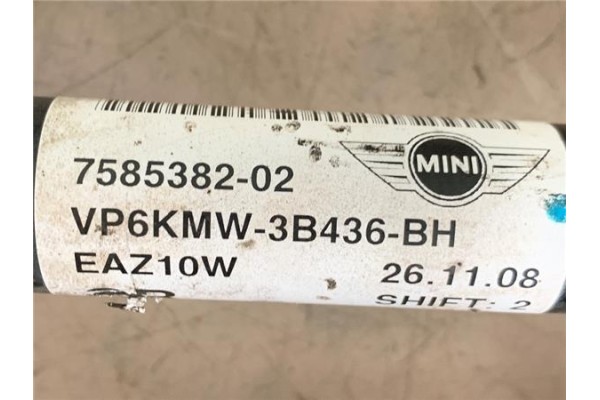 MINI
7585382-02
VP6KMW-3B436-BH
EAZ10W 26.11.08
SHIFT: 2